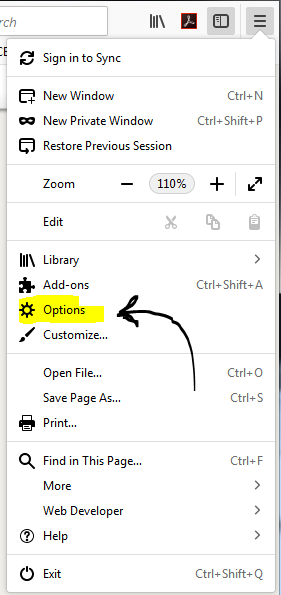 earch
Sign in to Sync
New Window Ctrl+N
New Private Window Ctrl+Shift+P
Restore Previous Session
Zoom 110%
Edit
Library
Add-ons Ctrl+Shift+A
Options
Customize...
Open File... Ctrl+O
Save Page As... Ctrl+S
Print...
Find in This Page... Ctrl+F
More
Web Developer
Help
Exit Ctrl+Shift+Q